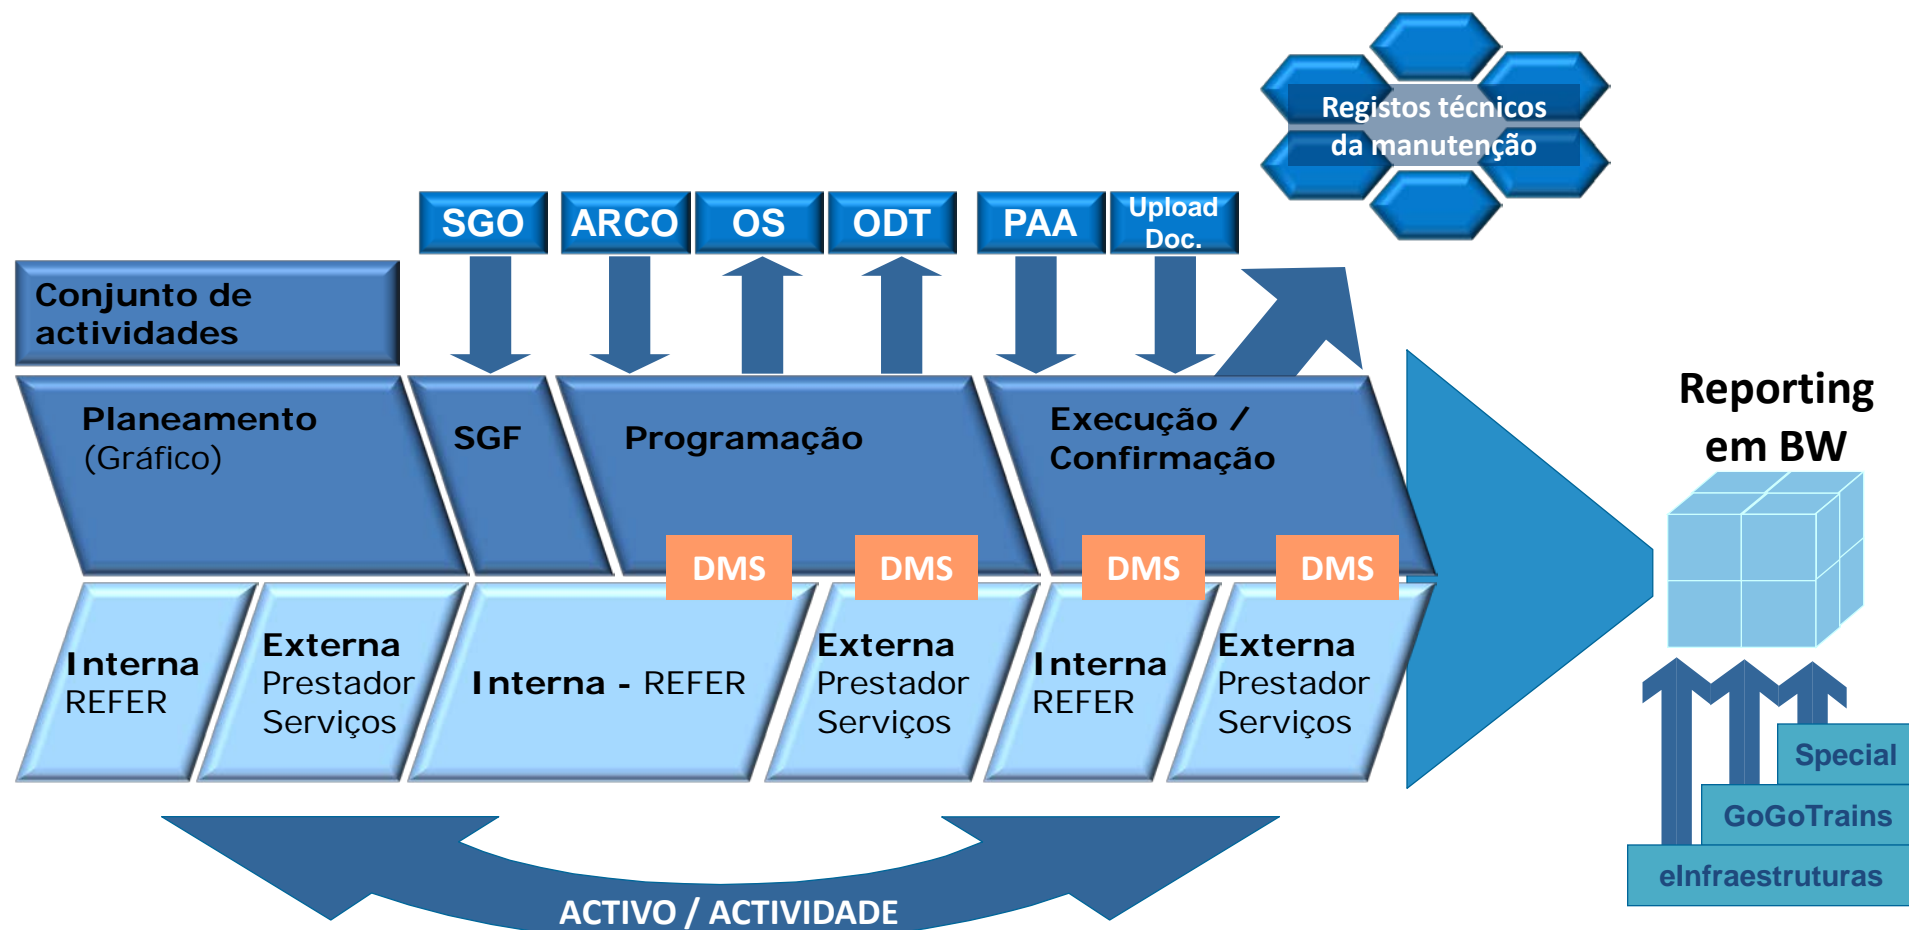 Registos técnicos
da manutenção
SGO
ARCO
OS
ODT
PAA
Upload
Doc.
Conjunto de
actividades
Planeamento
(Gráfico)
SGF
Programação
Execução /
Confirmação
Reporting
em BW
DMS
DMS
DMS
DMS
Interna
REFER
Externa
Prestador
Serviços
Interna - REFER
Externa
Prestador
Serviços
Interna
REFER
Externa
Prestador
Serviços
Special
GoGoTrains
eInfraestruturas
ACTIVO / ACTIVIDADE